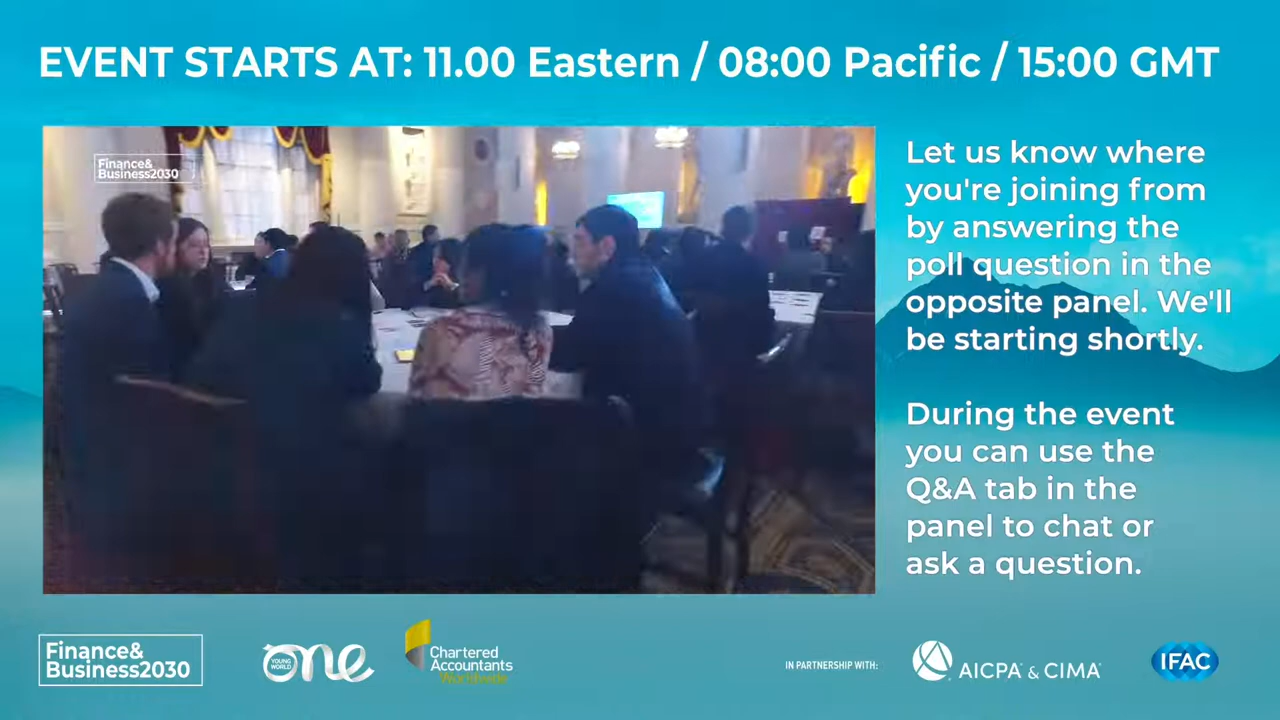 EVENT STARTS AT: 11.00 Eastern / 08:00 Pacific / 15:00 GMT
Finance&
Business2030
Let us know where
you're joining from
by answering the
poll question in the
opposite panel. We'll
be starting shortly.
During the event
you can use the
Q&A tab in the
panel to chat or
ask a question.
Finance&
Business2030
YOUNG
WORLD
one
Chartered
Accountants
Worldwide
IN PARTNERSHIP WITH:
AICPA & CIMA
IFAC